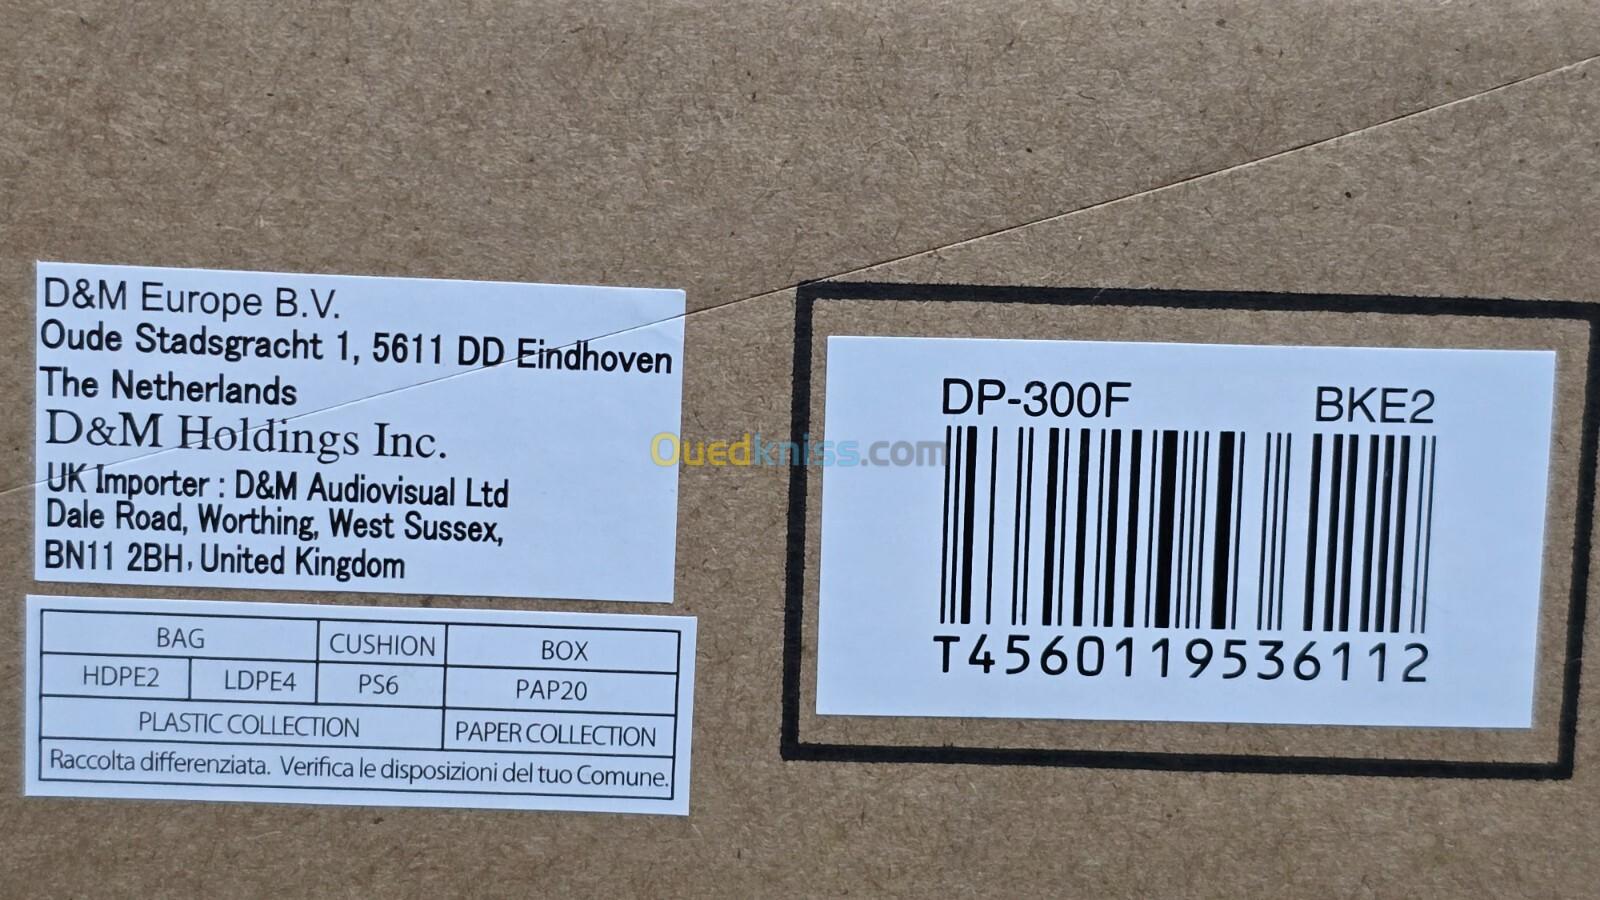 D&M Europe B.V.
Oude Stadsgracht 1, 5611 DD Eindhoven
The Netherlands
D&M Holdings Inc.
UK Importer : D&M Audiovisual Ltd
Dale Road, Worthing, West Sussex,
BN11 2BH, United Kingdom
BAG CUSHION BOX
HDPE2 LDPE4 PS6 PAP20
PLASTIC COLLECTION PAPER COLLECTION
Raccolta differenziata. Verifica le disposizioni del tuo Comune.
DP-300F BKE2
T4560119536112
Ouedkniss.com